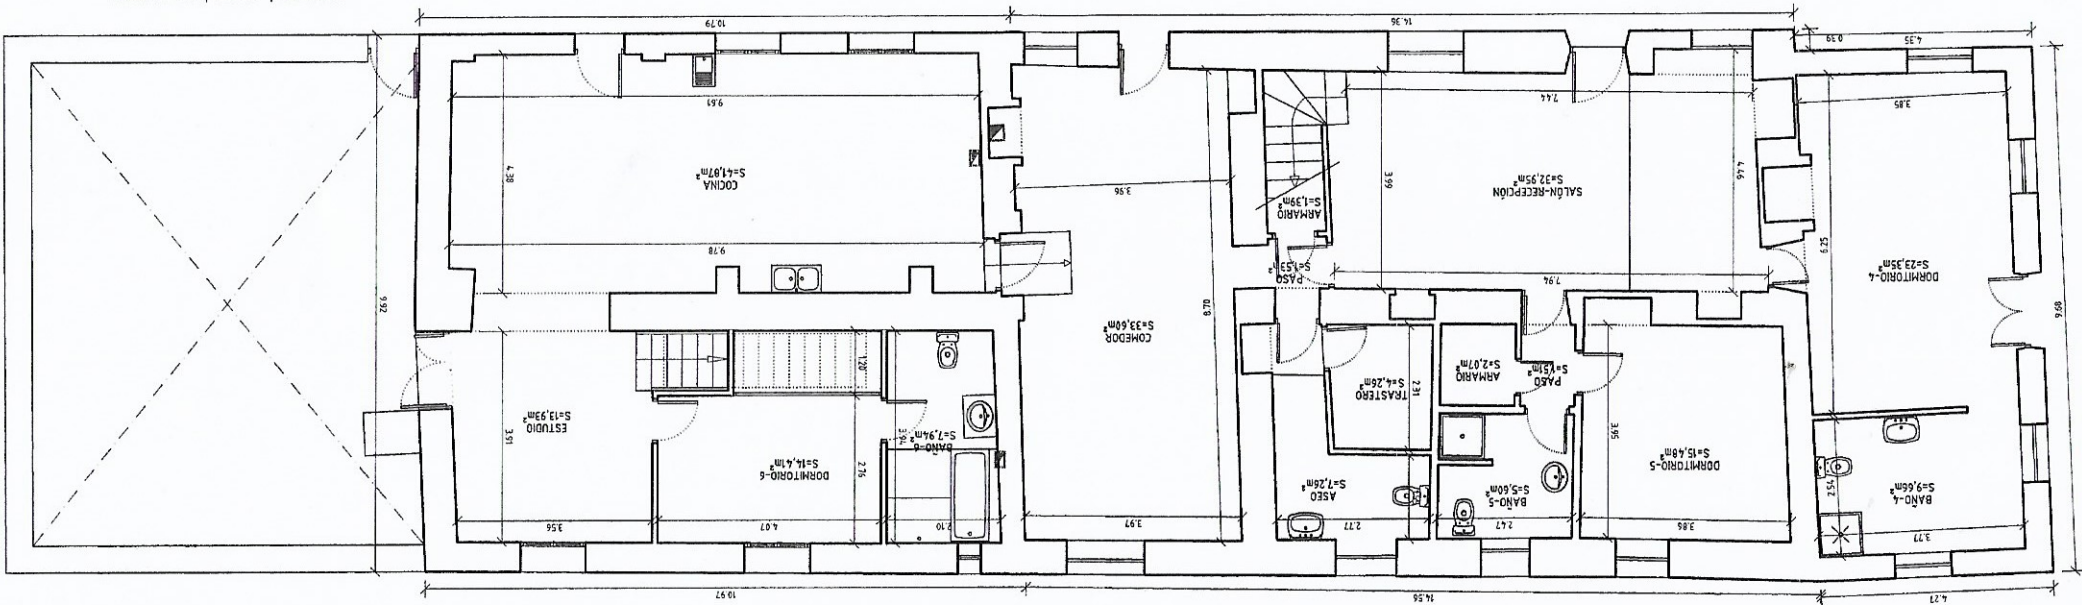 4.27
14.56
10.97
3.77
3.86
2.47
2.77
3.97
2.10
4.07
3.56
BAÑO-4
S=9,66m²
2.54
DORMITORIO-5
S=15,48m²
3.95
BAÑO-5
S=5,60m²
ASEO
S=7,26m²
BAÑO-6
S=7,94m²
3.94
DORMITORIO-6
S=14,41m²
2.76
ESTUDIO
S=13,93m²
3.91
TRASTERO
S=4,26m²
2.31
ARMARIO
S=2,07m²
PASO
S=1,51m²
1.20
9.68
DORMITORIO-4
S=23,35m²
6.25
7.94
PASO
S=1,53m²
COMEDOR
S=33,60m²
8.70
9.92
9.78
ARMARIO
S=1,39m²
SALÓN-RECEPCIÓN
S=32,95m²
4.46
3.99
3.96
COCINA
S=41,87m²
4.38
3.85
7.44
9.61
4.35
0.39
14.36
10.79